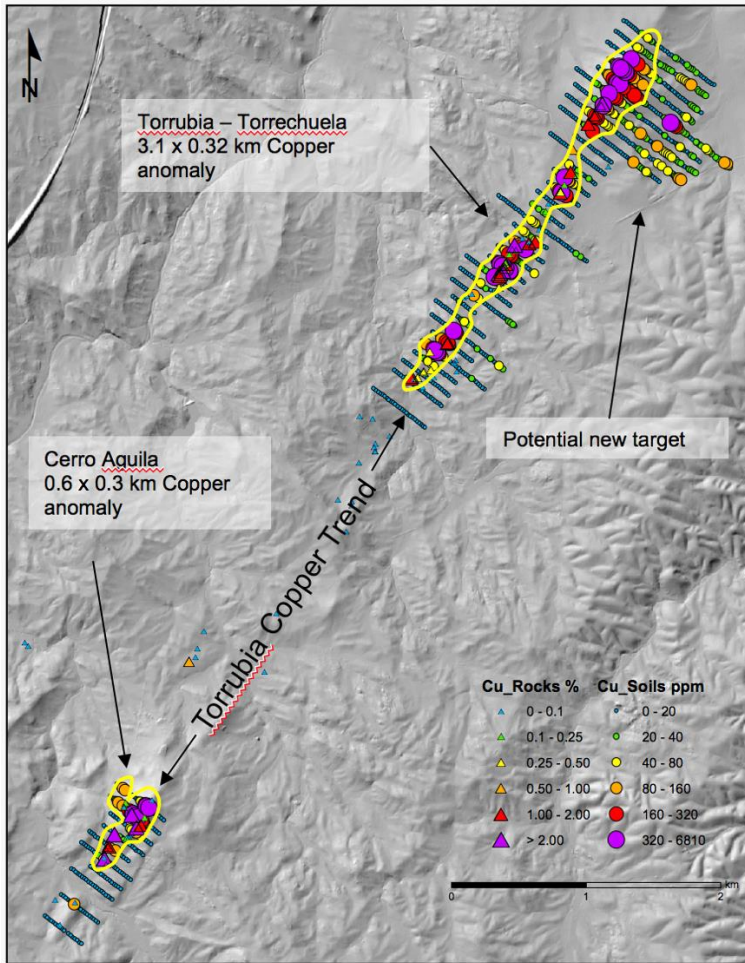 N
Torrubia – Torrechuela
3.1 x 0.32 km Copper
anomaly
Potential new target
Cerro Aquila
0.6 x 0.3 km Copper
anomaly
Torrubia Copper Trend
Cu_Rocks %
0 - 0.1
0.1 - 0.25
0.25 - 0.50
0.50 - 1.00
1.00 - 2.00
> 2.00
Cu_Soils ppm
0 - 20
20 - 40
40 - 80
80 - 160
160 - 320
320 - 6810
0 1 2 km